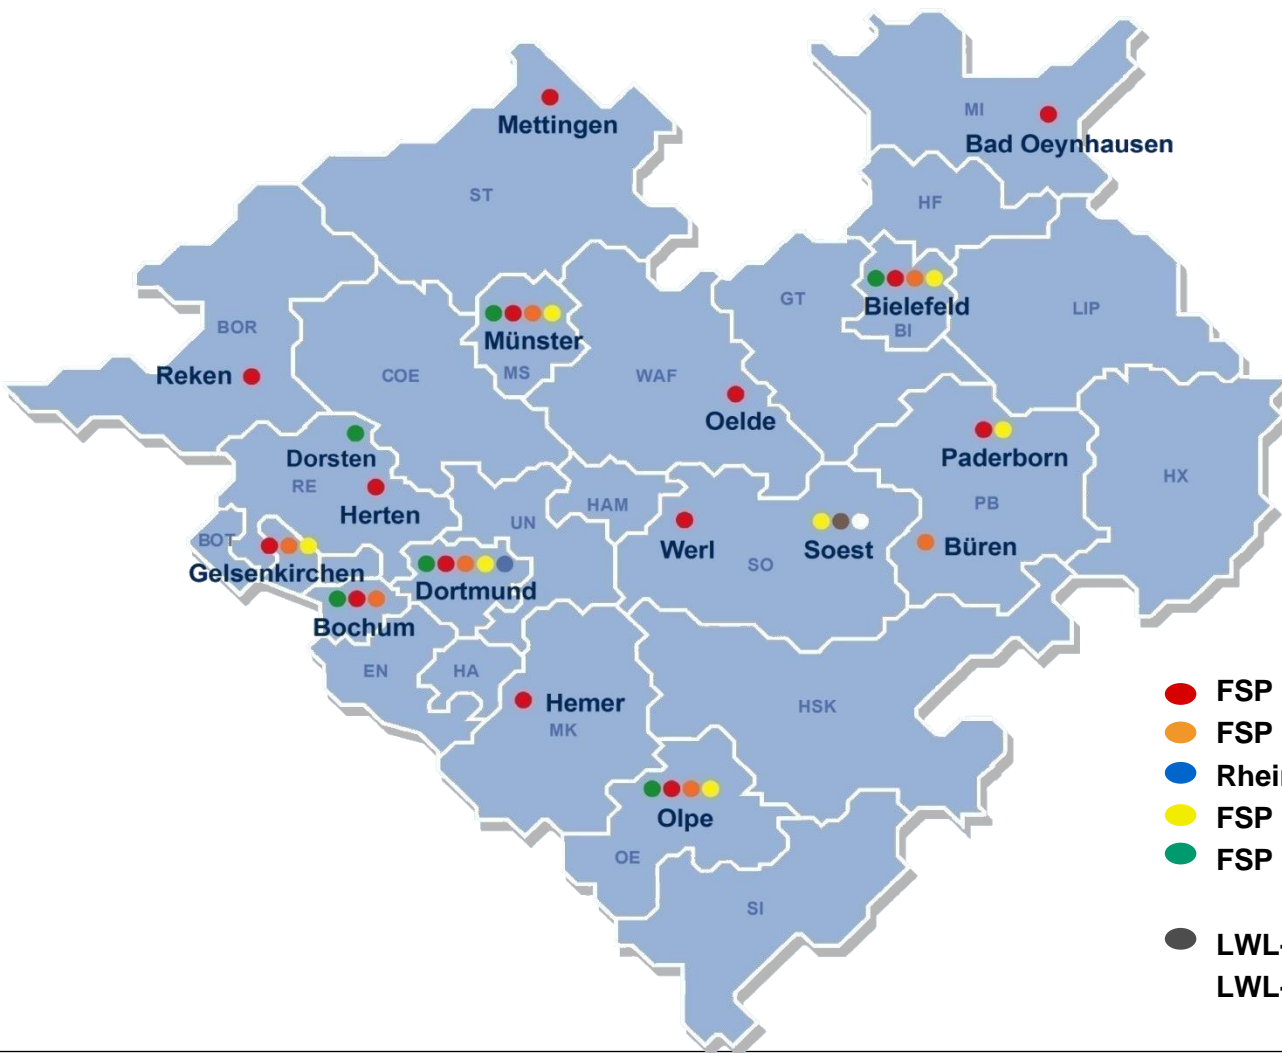 Mettingen
MI
Bad Oeynhausen
ST
HF
Bielefeld
BI
GT
LIP
BOR
Münster
MS
Reken
COE
WAF
Oelde
Dorsten
RE
Herten
Paderborn
PB
HX
HAM
UN
BOT
Gelsenkirchen
Dortmund
Werl
Soest
SO
Büren
Bochum
EN
HA
Hemer
MK
HSK
Olpe
OE
SI
FSP
FSP
Rhei
FSP
FSP
LWL-
LWL-